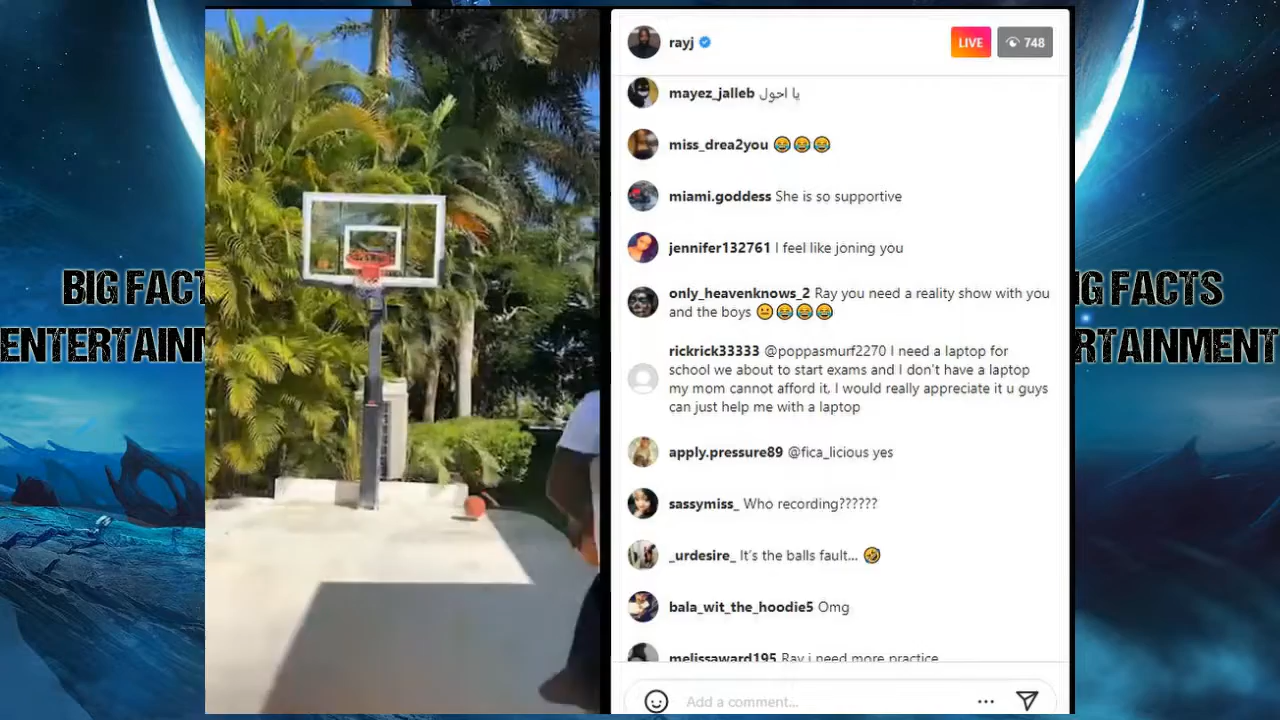 rayj
LIVE
748
mayez_jalleb يا احول
miss_drea2you 😂😂😂
miami.goddess She is so supportive
jennifer132761 I feel like joning you
only_heavenknows_2 Ray you need a reality show with you
and the boys 😐😂😂😂
rickrick33333 @poppasmurf2270 I need a laptop for
school we about to start exams and I don't have a laptop
my mom cannot afford it, I would really appreciate it u guys
can just help me with a laptop
apply.pressure89 @fica_licious yes
sassymiss_ Who recording??????
_urdesire_ It's the balls fault... 🤣
bala_wit_the_hoodie5 Omg
melissaward195 Ray i need more practice
Add a comment...
BIG FACT
ENTERTAINM
IG FACTS
RTAINMENT